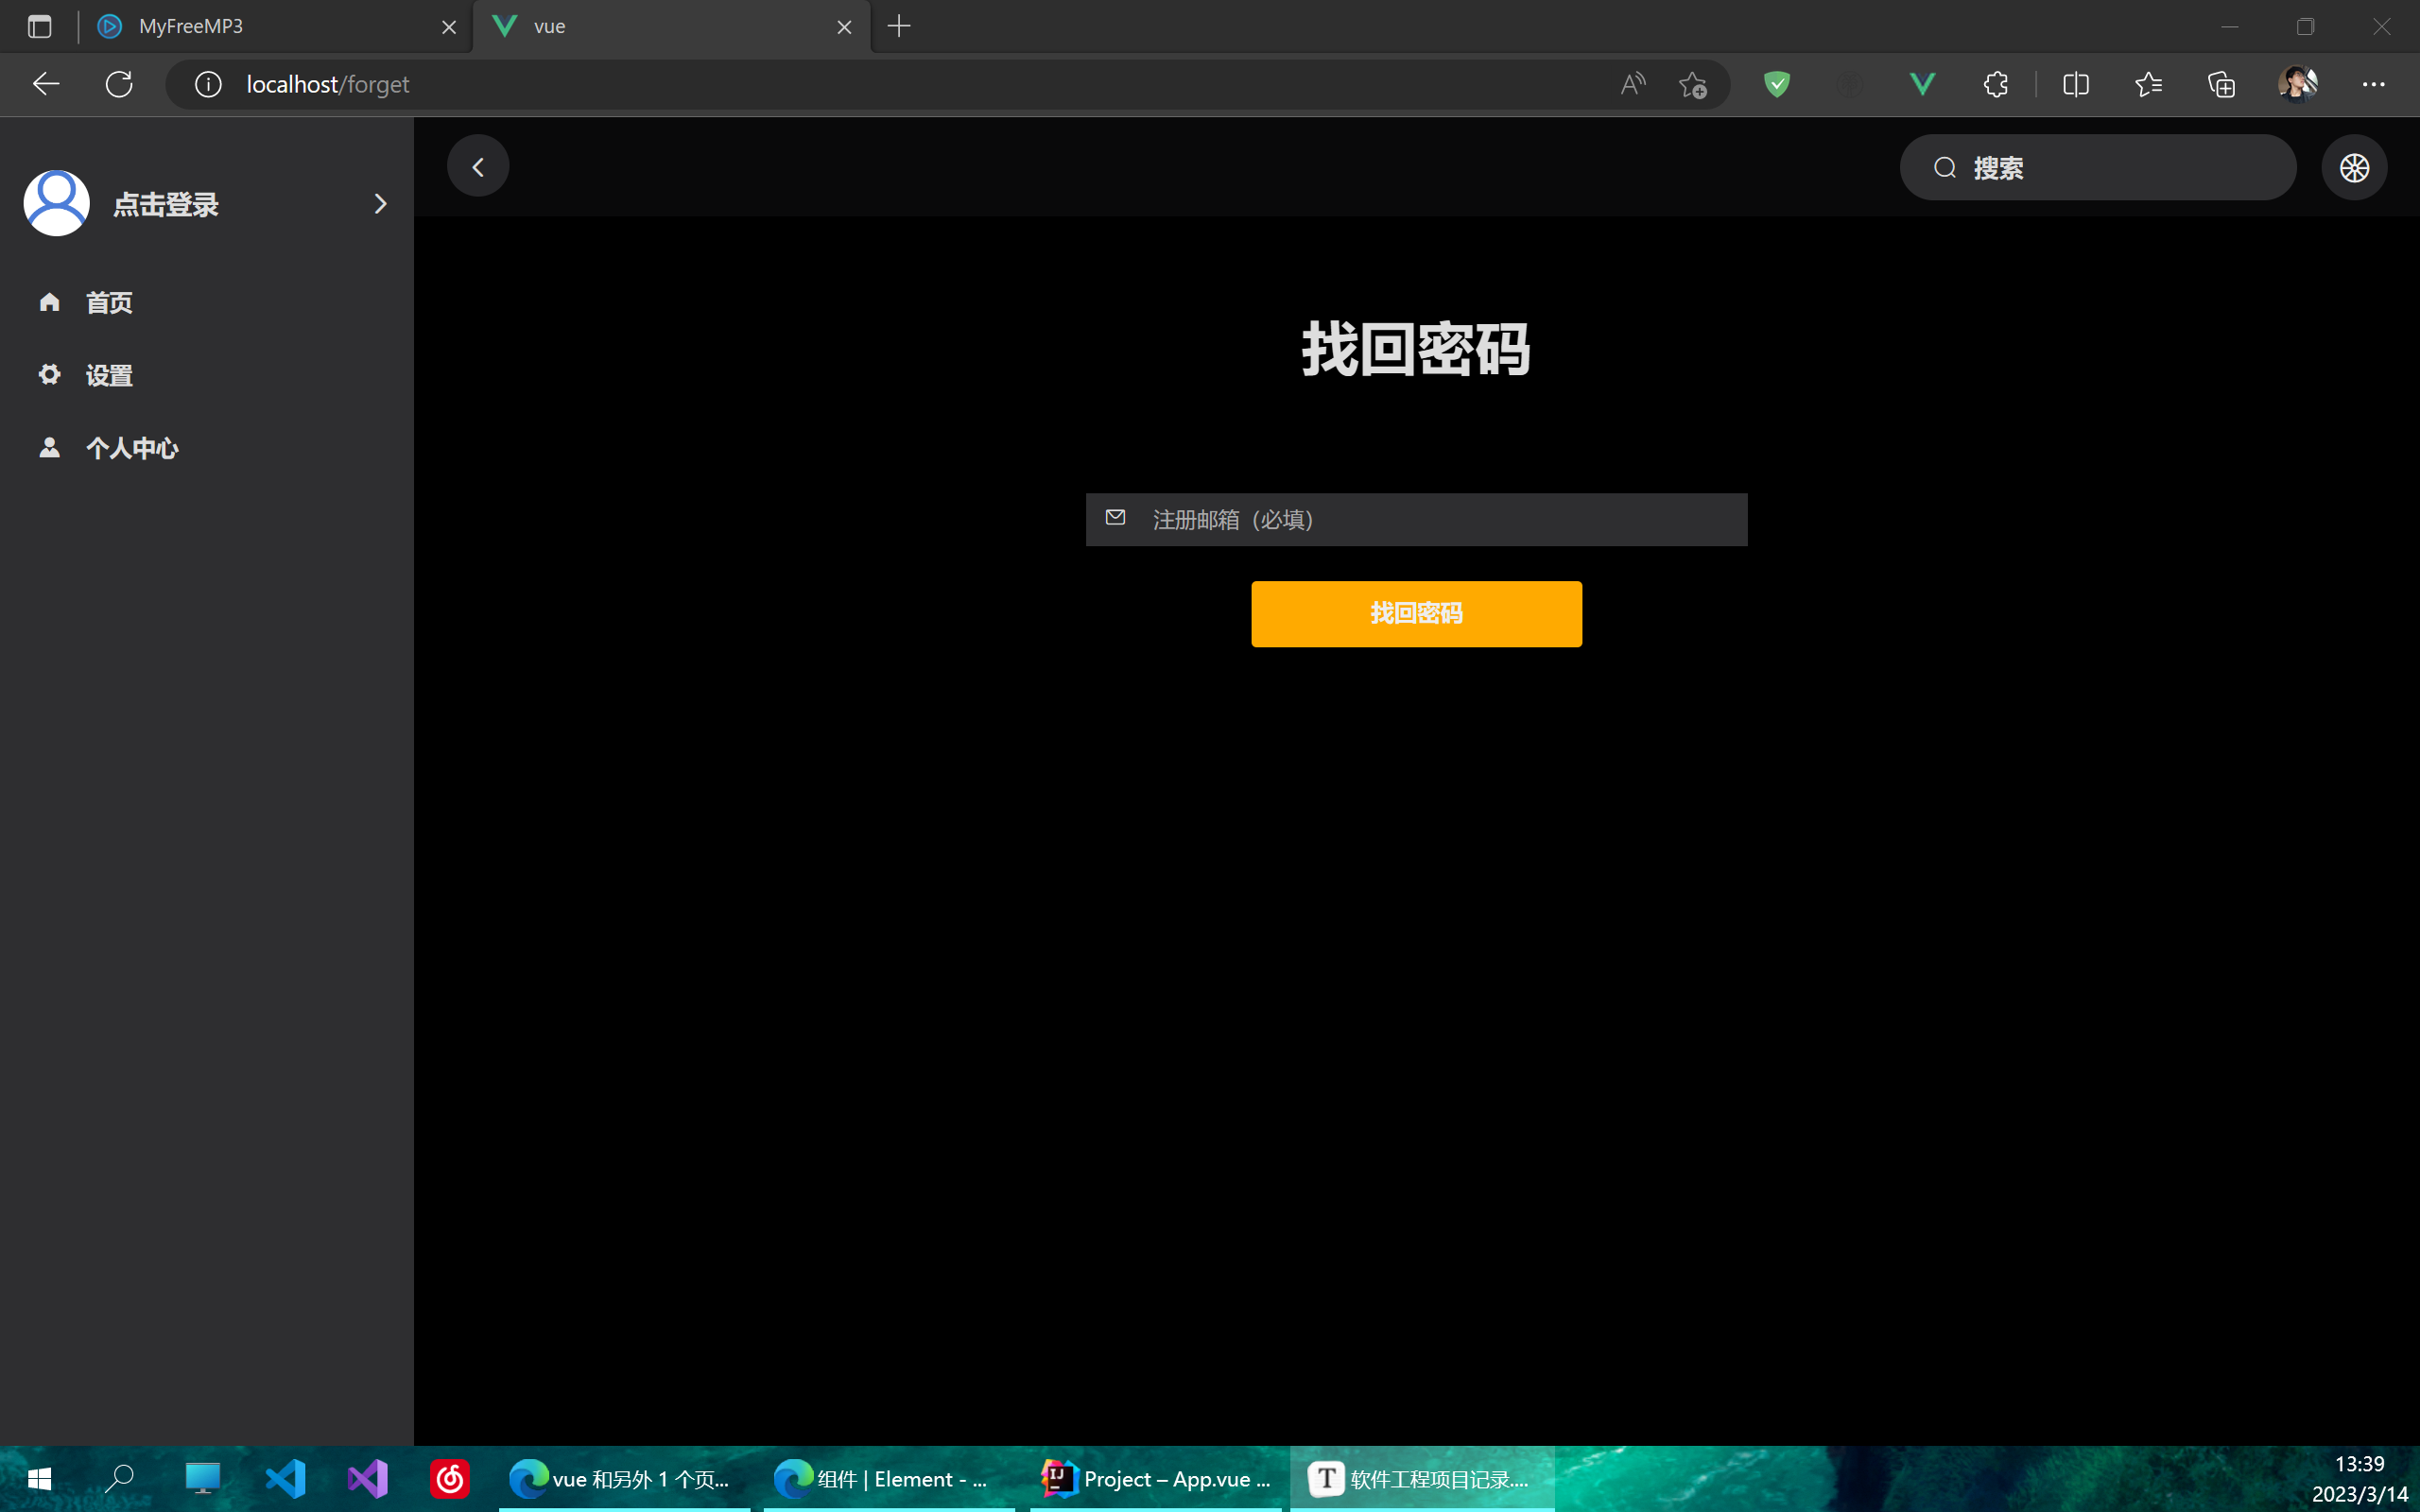 MyFreeMP3
vue
localhost/forget
点击登录
搜索
首页
设置
个人中心
找回密码
注册邮箱（必填）
找回密码
vue 和另外 1 个页...
组件 | Element - ...
Project – App.vue ...
软件工程项目记录....
13:39
2023/3/14